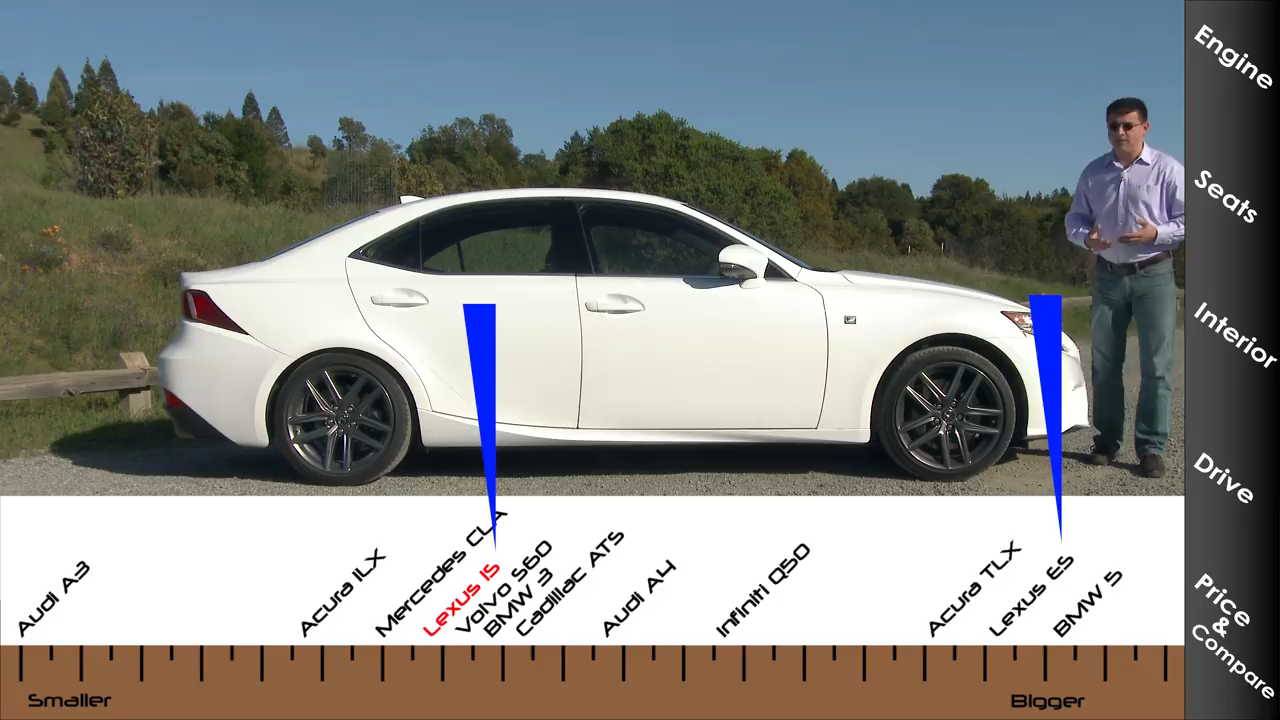 Engine
Seats
Interior
Drive
Price
&
Compare
Audi A3
Acura ILX
Mercedes CLA
Lexus IS
Volvo S60
BMW 3
Cadillac ATS
Audi A4
Infiniti Q50
Acura TLX
Lexus ES
BMW 5
Smaller
Bigger